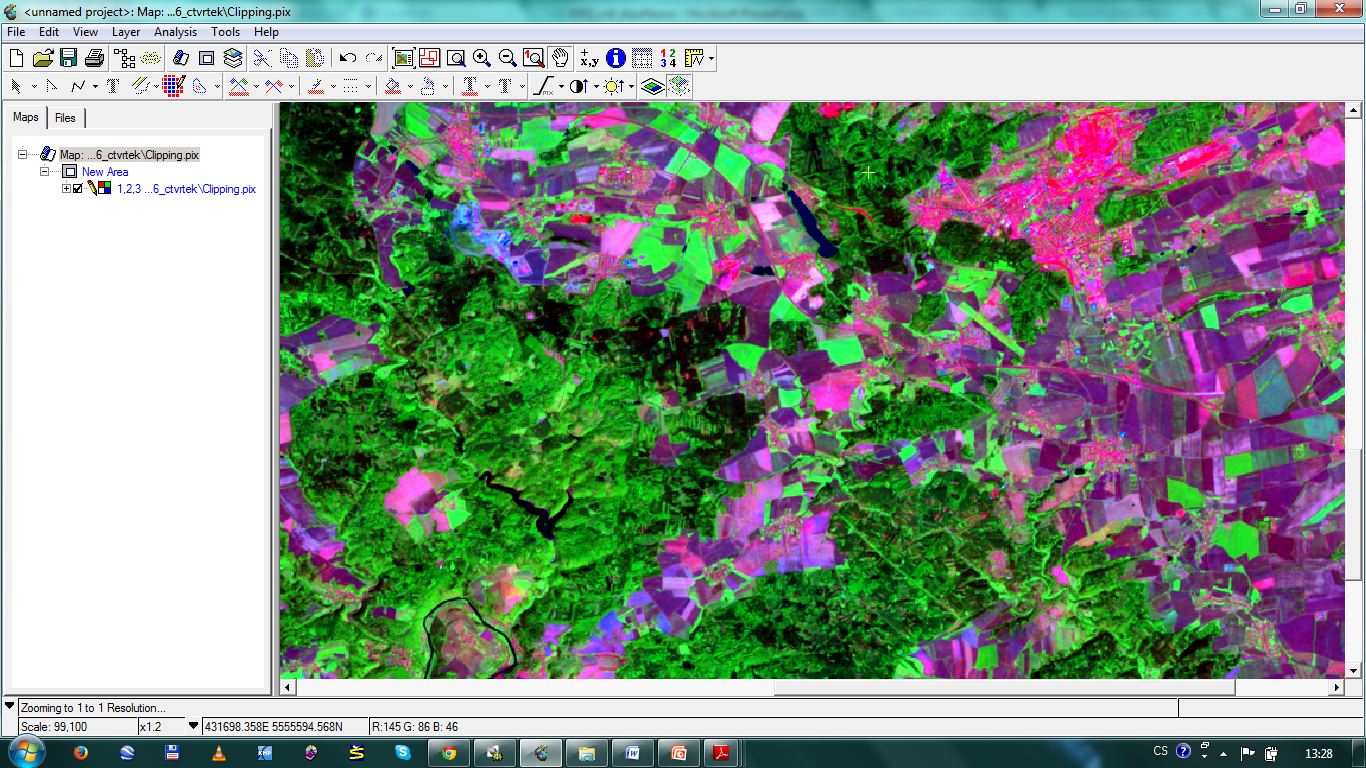 <unnamed project>: Map: ...6_ctvrtek\Clipping.pix
File Edit View Layer Analysis Tools Help
+,x,y
1 2
3 4
Maps Files
Map: ...6_ctvrtek\Clipping.pix
New Area
1,2,3 ...6_ctvrtek\Clipping.pix
Zooming to 1 to 1 Resolution...
Scale: 99,100 x1.2 431698.358E 5555594.568N R:145 G: 86 B: 46
CS 13:28